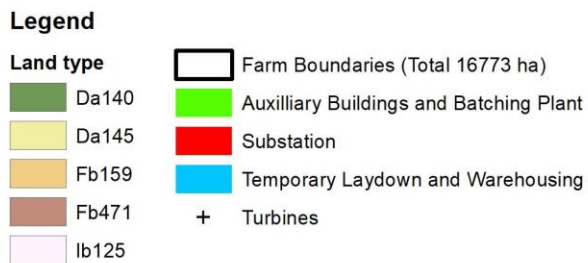 Legend
Land type
Da140
Da145
Fb159
Fb471
Ib125
Farm Boundaries (Total 16773 ha)
Auxilliary Buildings and Batching Plant
Substation
Temporary Laydown and Warehousing
+ Turbines